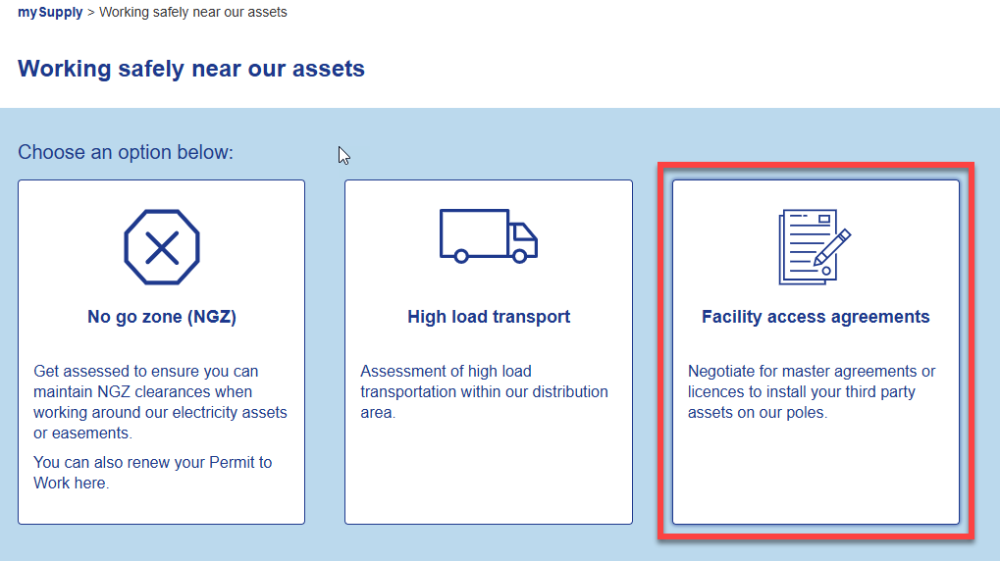 mySupply > Working safely near our assets
Working safely near our assets
Choose an option below:
No go zone (NGZ)
Get assessed to ensure you can
maintain NGZ clearances when
working around our electricity assets
or easements.
You can also renew your Permit to
Work here.
High load transport
Assessment of high load
transportation within our distribution
area.
Facility access agreements
Negotiate for master agreements or
licences to install your third party
assets on our poles.